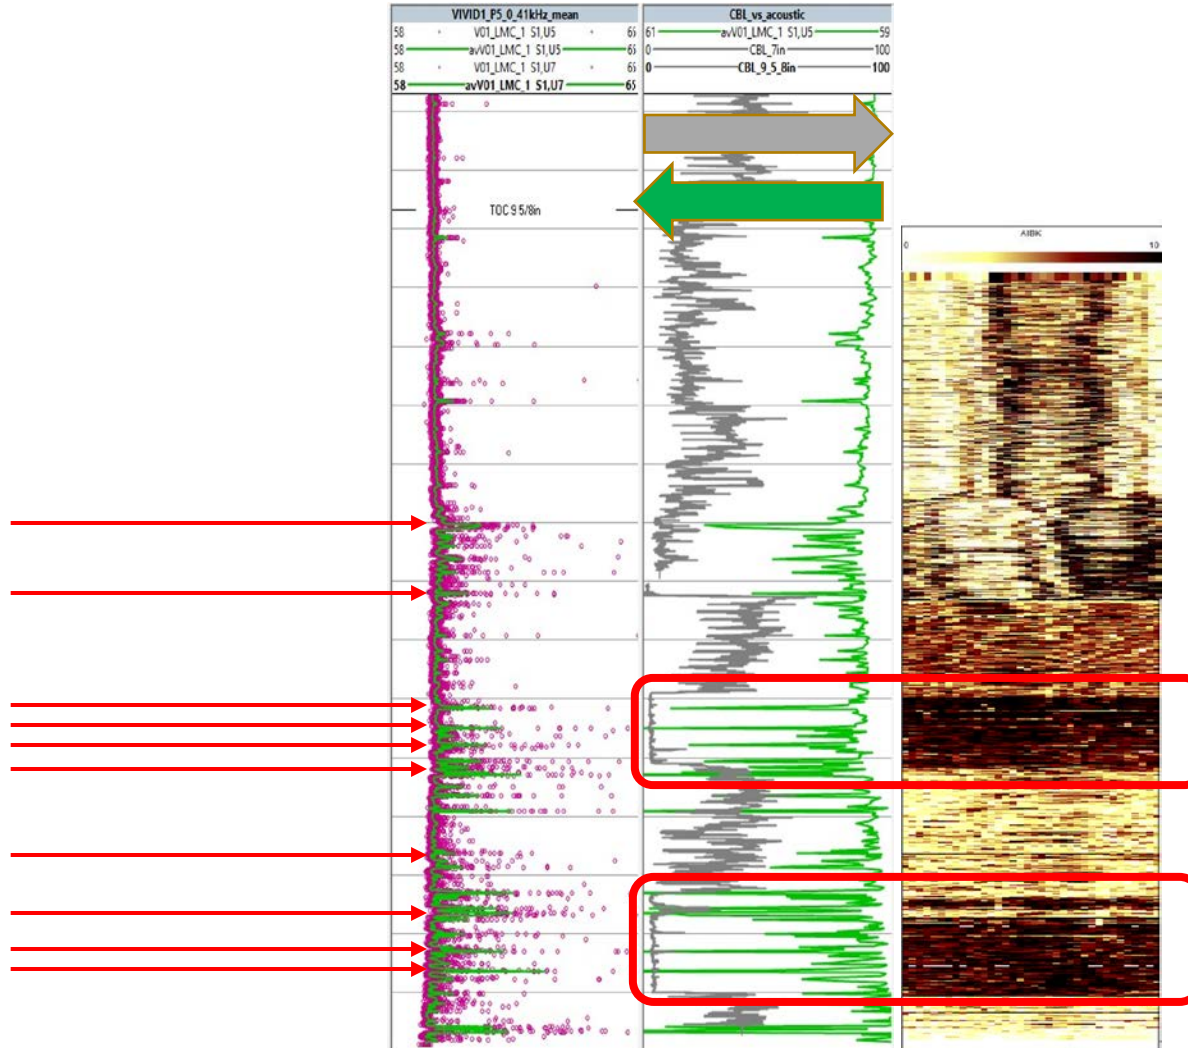 VIVID1_P5_0_41kHz_mean
58 V01_LMC_1 S1,U5 65
58 avV01_LMC_1 S1,U5 65
58 V01_LMC_1 S1,U7 65
58 avV01_LMC_1 S1,U7 65
CBL_vs_acoustic
61 avV01_LMC_1 S1,U5 59
0 CBL_7in 100
0 CBL_9_5_8in 100
TOC 9 5/8in
AIBK
0 10